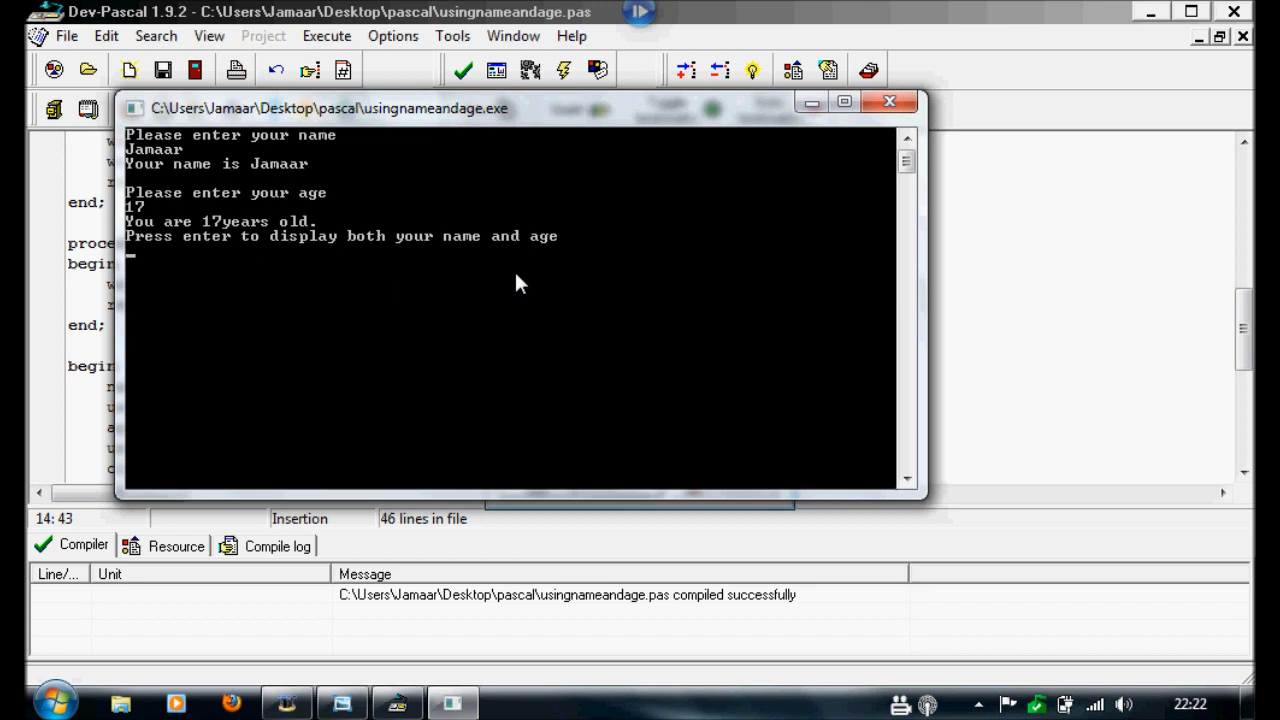 Dev-Pascal 1.9.2 - C:\Users\Jamaar\Desktop\pascal\usingnameandage.pas
File Edit Search View Project Execute Options Tools Window Help
C:\Users\Jamaar\Desktop\pascal\usingnameandage.exe
Please enter your name
Jamaar
Your name is Jamaar
Please enter your age
17
You are 17years old.
Press enter to display both your name and age
end;
proce
begin
end;
begin
14: 43 Insertion 46 lines in file
Compiler Resource Compile log
Line/... Unit Message
C:\Users\Jamaar\Desktop\pascal\usingnameandage.pas compiled successfully
22:22